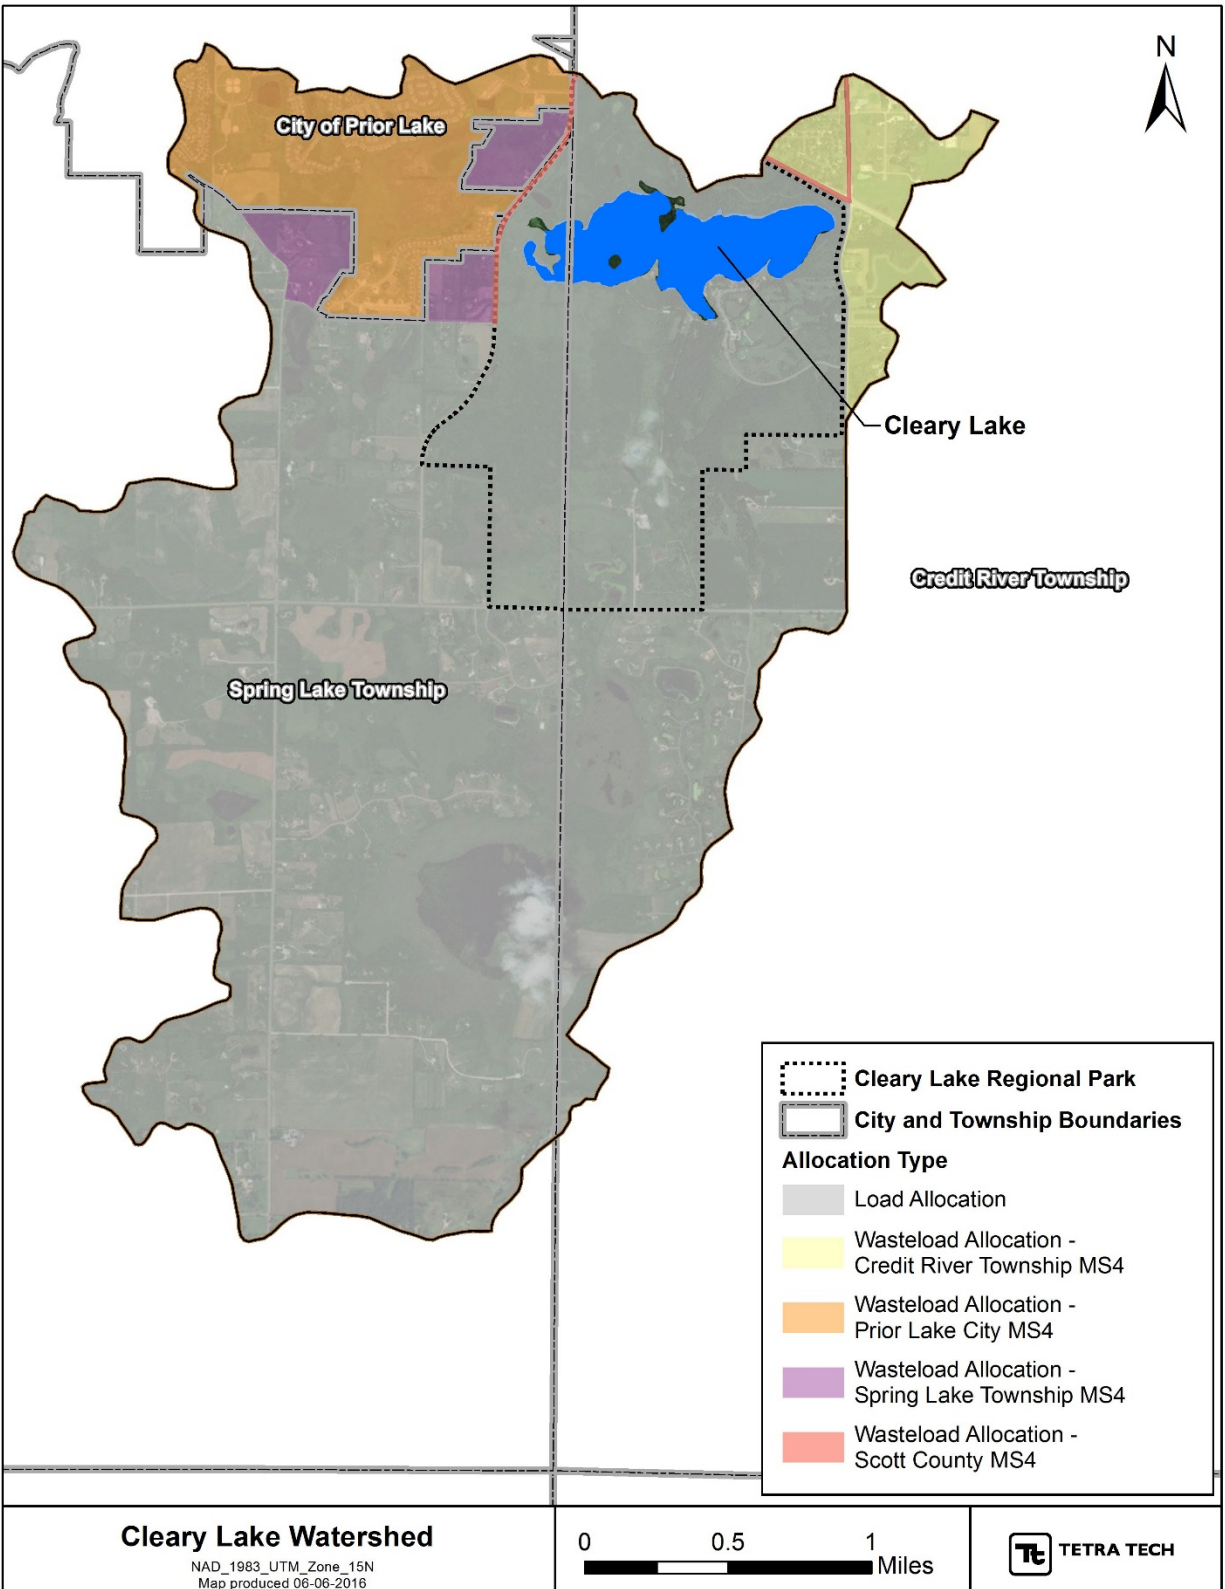 N
City of Prior Lake
Cleary Lake
Credit River Township
Spring Lake Township
Cleary Lake Regional Park
City and Township Boundaries
Allocation Type
Load Allocation
Wasteload Allocation -
Credit River Township MS4
Wasteload Allocation -
Prior Lake City MS4
Wasteload Allocation -
Spring Lake Township MS4
Wasteload Allocation -
Scott County MS4
Cleary Lake Watershed
NAD_1983_UTM_Zone_15N
Map produced 06-06-2016
0 0.5 1
Miles
Tt TETRA TECH